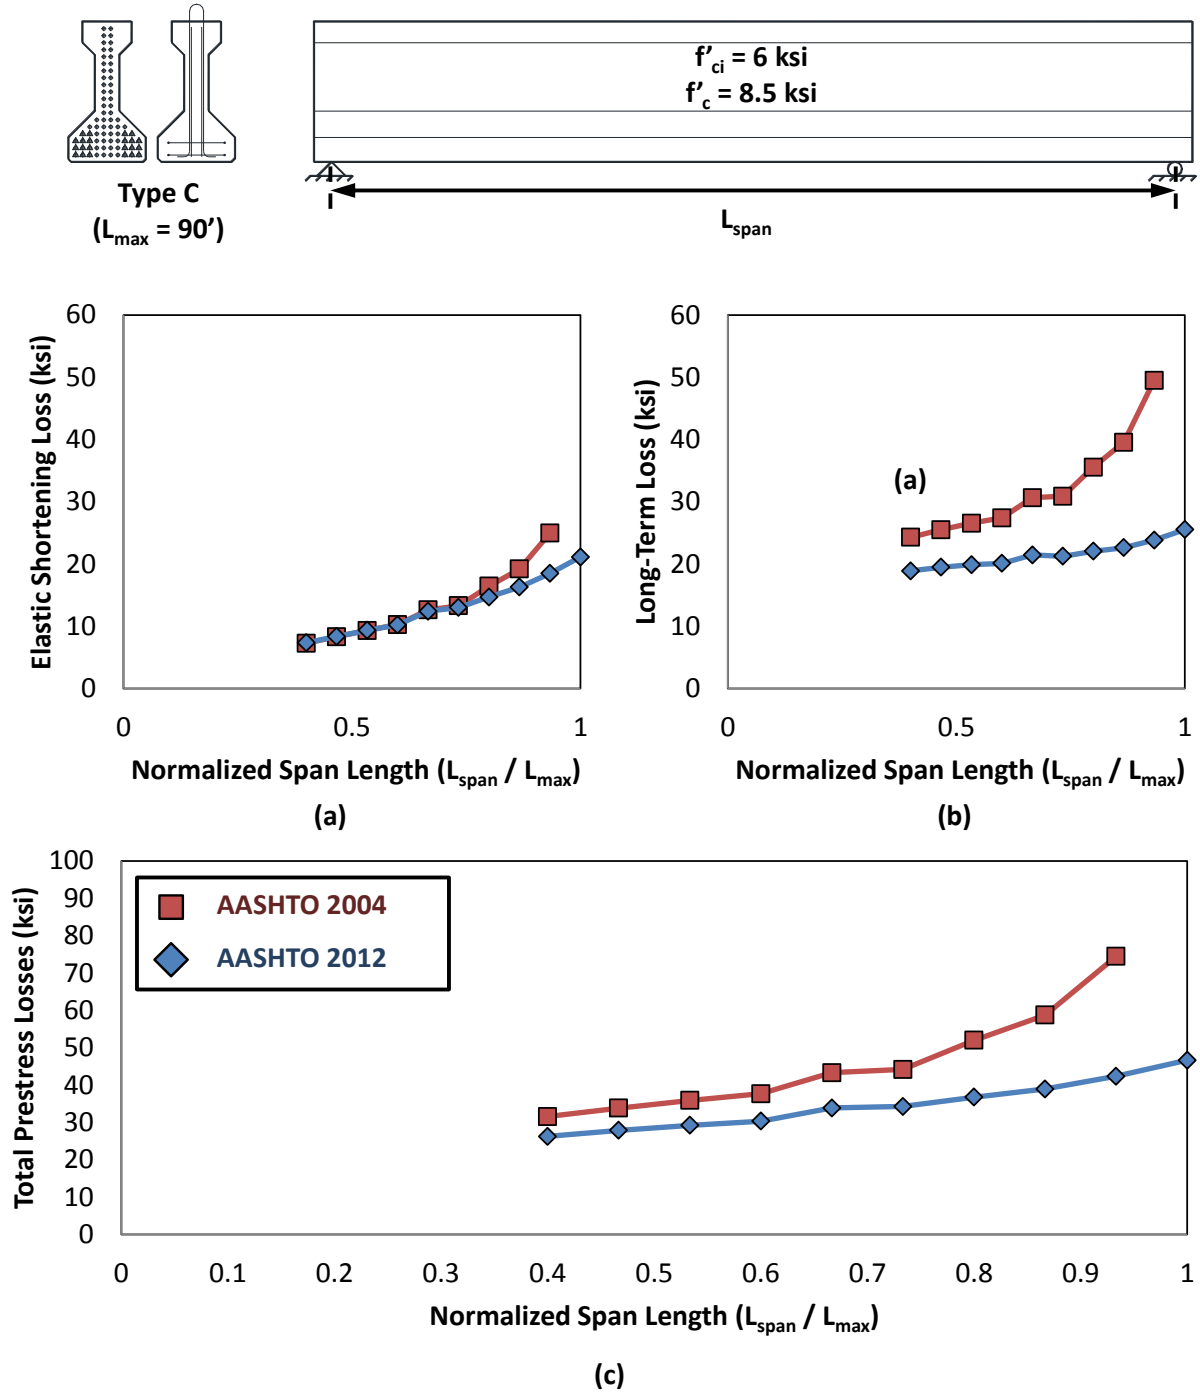 f'ci = 6 ksi
f'c = 8.5 ksi
Type C
(Lmax = 90')
Lspan
Elastic Shortening Loss (ksi)
60
50
40
30
20
10
0
0 0.5 1
Normalized Span Length (Lspan / Lmax)
(a)
Long-Term Loss (ksi)
60
50
40
30
20
10
0
(a)
0 0.5 1
Normalized Span Length (Lspan / Lmax)
(b)
Total Prestress Losses (ksi)
100
90
80
70
60
50
40
30
20
10
0
AASHTO 2004
AASHTO 2012
0 0.1 0.2 0.3 0.4 0.5 0.6 0.7 0.8 0.9 1
Normalized Span Length (Lspan / Lmax)
(c)